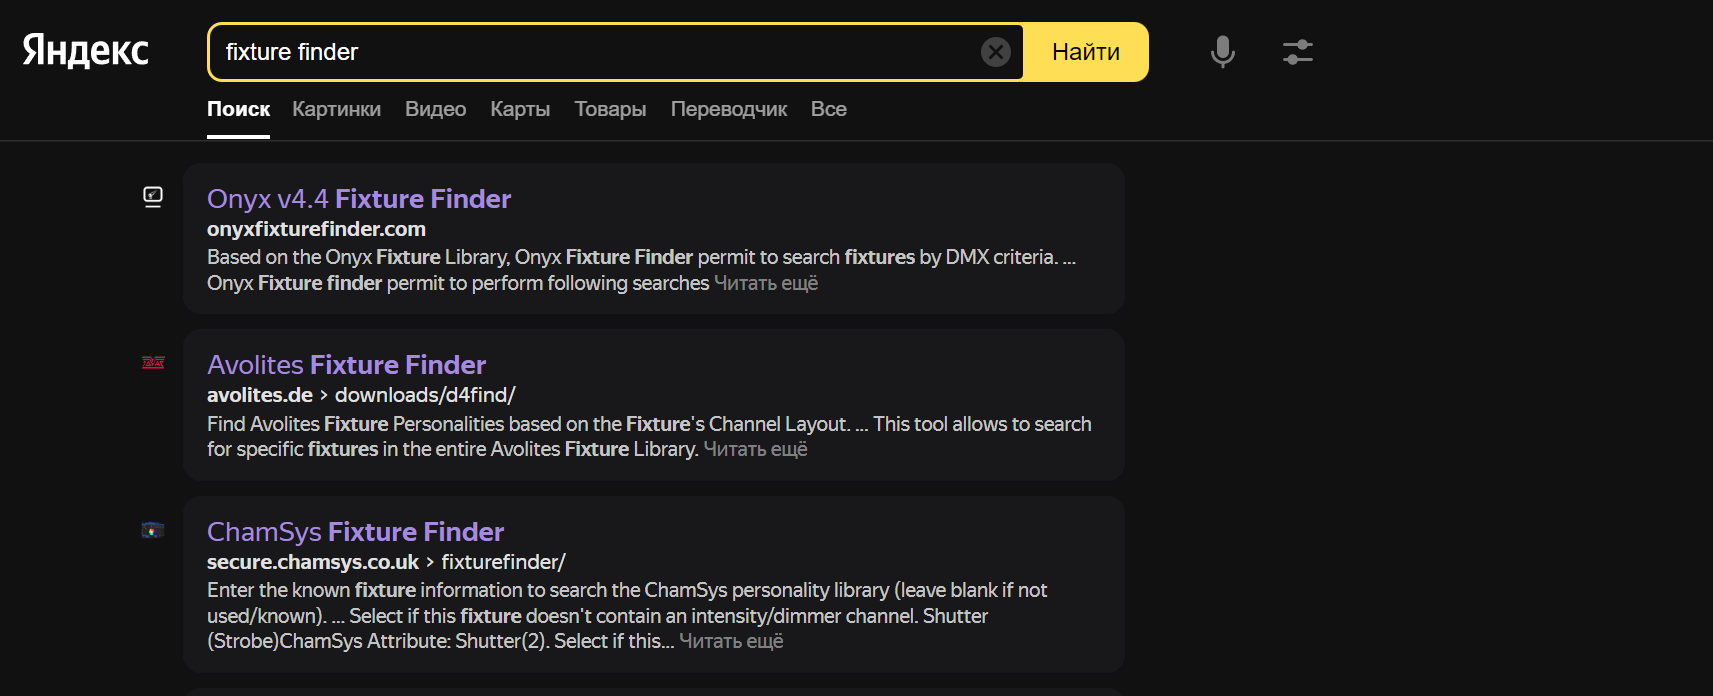 Яндекс
fixture finder
Найти
Поиск Картинки Видео Карты Товары Переводчик Все
Onyx v4.4 Fixture Finder
onyxfixturefinder.com
Based on the Onyx Fixture Library, Onyx Fixture Finder permit to search fixtures by DMX criteria. ...
Onyx Fixture finder permit to perform following searches Читать ещё
Avolites Fixture Finder
avolites.de › downloads/d4find/
Find Avolites Fixture Personalities based on the Fixture's Channel Layout. ... This tool allows to search
for specific fixtures in the entire Avolites Fixture Library. Читать ещё
ChamSys Fixture Finder
secure.chamsys.co.uk › fixturefinder/
Enter the known fixture information to search the ChamSys personality library (leave blank if not
used/known). ... Select if this fixture doesn't contain an intensity/dimmer channel. Shutter
(Strobe)ChamSys Attribute: Shutter(2). Select if this... Читать ещё